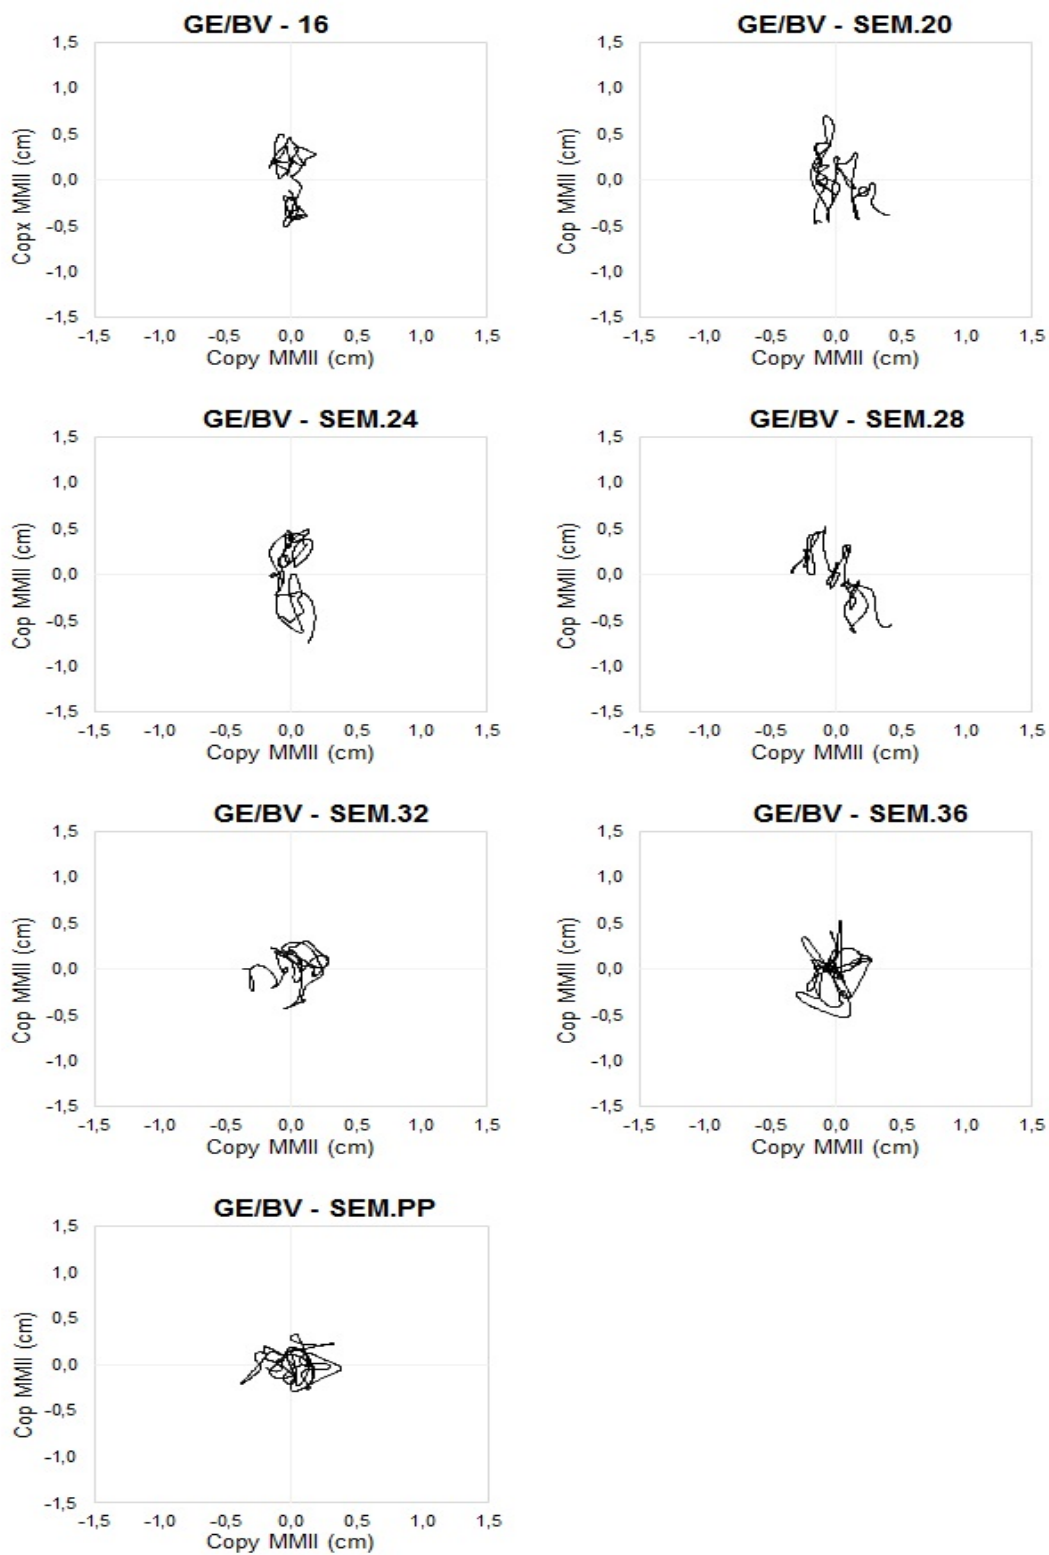 GE/BV - 16
1,5
1,0
0,5
0,0
-0,5
-1,0
-1,5
Copx MMII (cm)
-1,5 -1,0 -0,5 0,0 0,5 1,0 1,5
Copy MMII (cm)
GE/BV - SEM.20
1,5
1,0
0,5
0,0
-0,5
-1,0
-1,5
Cop MMII (cm)
-1,5 -1,0 -0,5 0,0 0,5 1,0 1,5
Copy MMII (cm)
GE/BV - SEM.24
1,5
1,0
0,5
0,0
-0,5
-1,0
-1,5
Cop MMII (cm)
-1,5 -1,0 -0,5 0,0 0,5 1,0 1,5
Copy MMII (cm)
GE/BV - SEM.28
1,5
1,0
0,5
0,0
-0,5
-1,0
-1,5
Cop MMII (cm)
-1,5 -1,0 -0,5 0,0 0,5 1,0 1,5
Copy MMII (cm)
GE/BV - SEM.32
1,5
1,0
0,5
0,0
-0,5
-1,0
-1,5
Cop MMII (cm)
-1,5 -1,0 -0,5 0,0 0,5 1,0 1,5
Copy MMII (cm)
GE/BV - SEM.36
1,5
1,0
0,5
0,0
-0,5
-1,0
-1,5
Cop MMII (cm)
-1,5 -1,0 -0,5 0,0 0,5 1,0 1,5
Copy MMII (cm)
GE/BV - SEM.PP
1,5
1,0
0,5
0,0
-0,5
-1,0
-1,5
Cop MMII (cm)
-1,5 -1,0 -0,5 0,0 0,5 1,0 1,5
Copy MMII (cm)